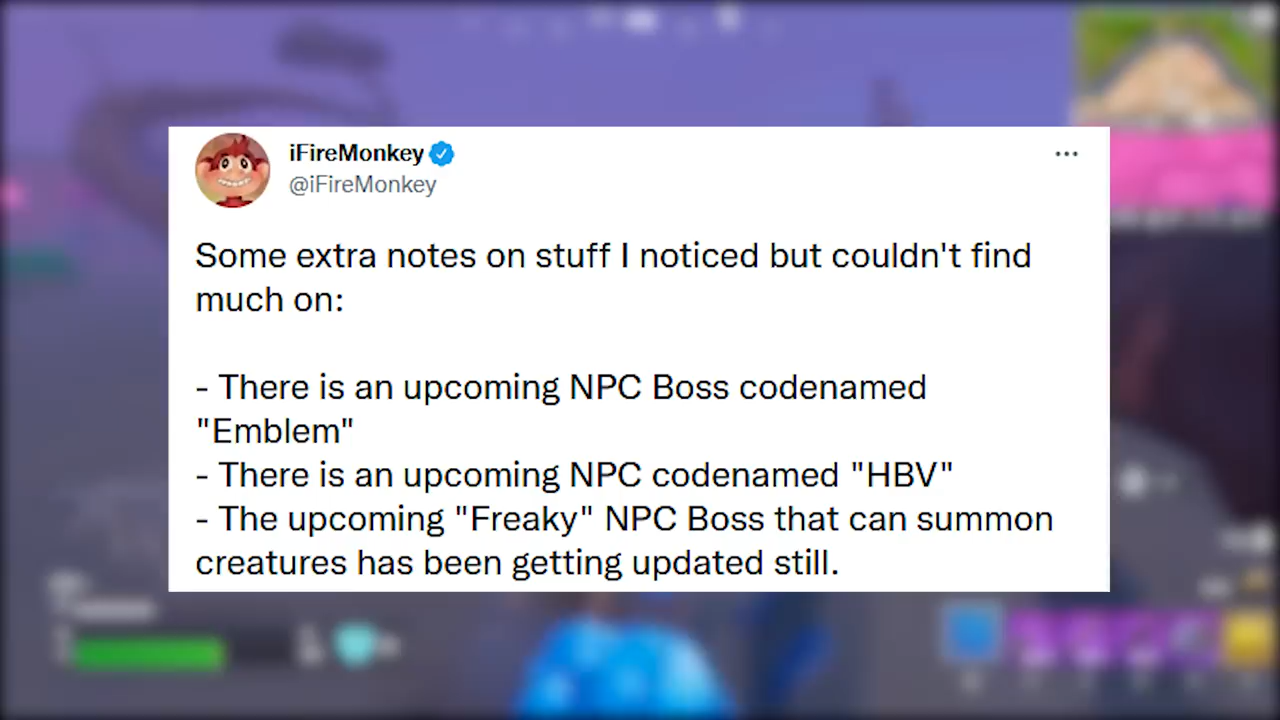 iFireMonkey
@iFireMonkey
Some extra notes on stuff I noticed but couldn't find
much on:
- There is an upcoming NPC Boss codenamed
"Emblem"
- There is an upcoming NPC codenamed "HBV"
- The upcoming "Freaky" NPC Boss that can summon
creatures has been getting updated still.